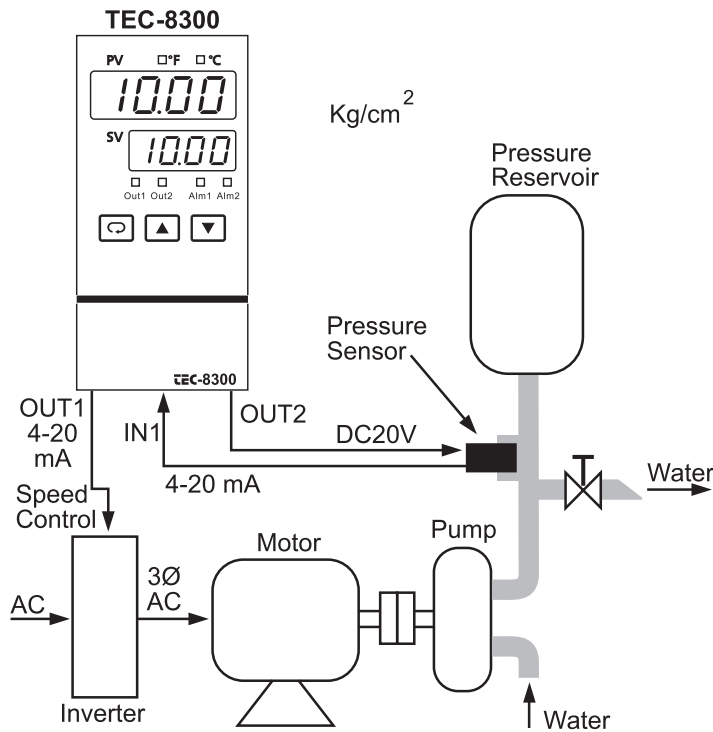 TEC-8300
PV °F °C
10.00
SV 10.00
Out1 Out2 Alm1 Alm2
TEC-8300
Kg/cm²
Pressure
Reservoir
Pressure
Sensor
OUT1
4-20
mA
IN1
OUT2
DC20V
4-20 mA
Water
Speed
Control
Motor
Pump
AC
3Ø
AC
Inverter
Water